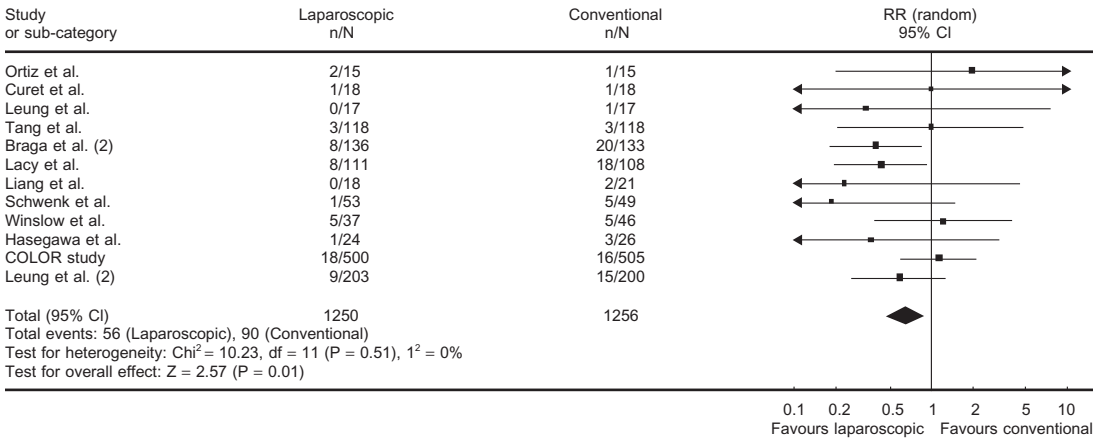 Study Laparoscopic Conventional RR (random)
or sub-category n/N n/N 95% CI
Ortiz et al. 2/15 1/15
Curet et al. 1/18 1/18
Leung et al. 0/17 1/17
Tang et al. 3/118 3/118
Braga et al. (2) 8/136 20/133
Lacy et al. 8/111 18/108
Liang et al. 0/18 2/21
Schwenk et al. 1/53 5/49
Winslow et al. 5/37 5/46
Hasegawa et al. 1/24 3/26
COLOR study 18/500 16/505
Leung et al. (2) 9/203 15/200
Total (95% CI) 1250 1256
Total events: 56 (Laparoscopic), 90 (Conventional)
Test for heterogeneity: Chi² = 10.23, df = 11 (P = 0.51), 1² = 0%
Test for overall effect: Z = 2.57 (P = 0.01)
0.1 0.2 0.5 1 2 5 10
Favours laparoscopic Favours conventional